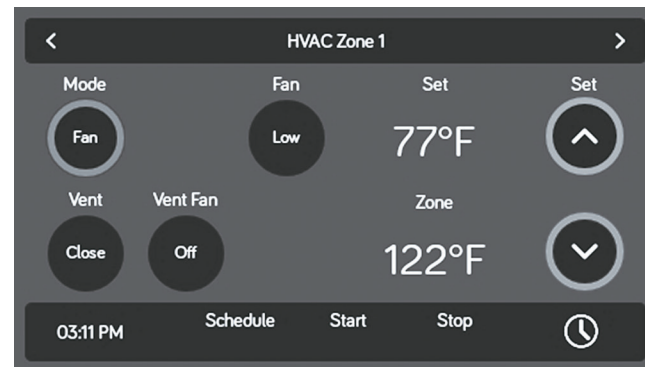 HVAC Zone 1
Mode Fan Set Set
Fan Low 77°F
Vent Vent Fan Zone
Close Off 122°F
03:11 PM Schedule Start Stop